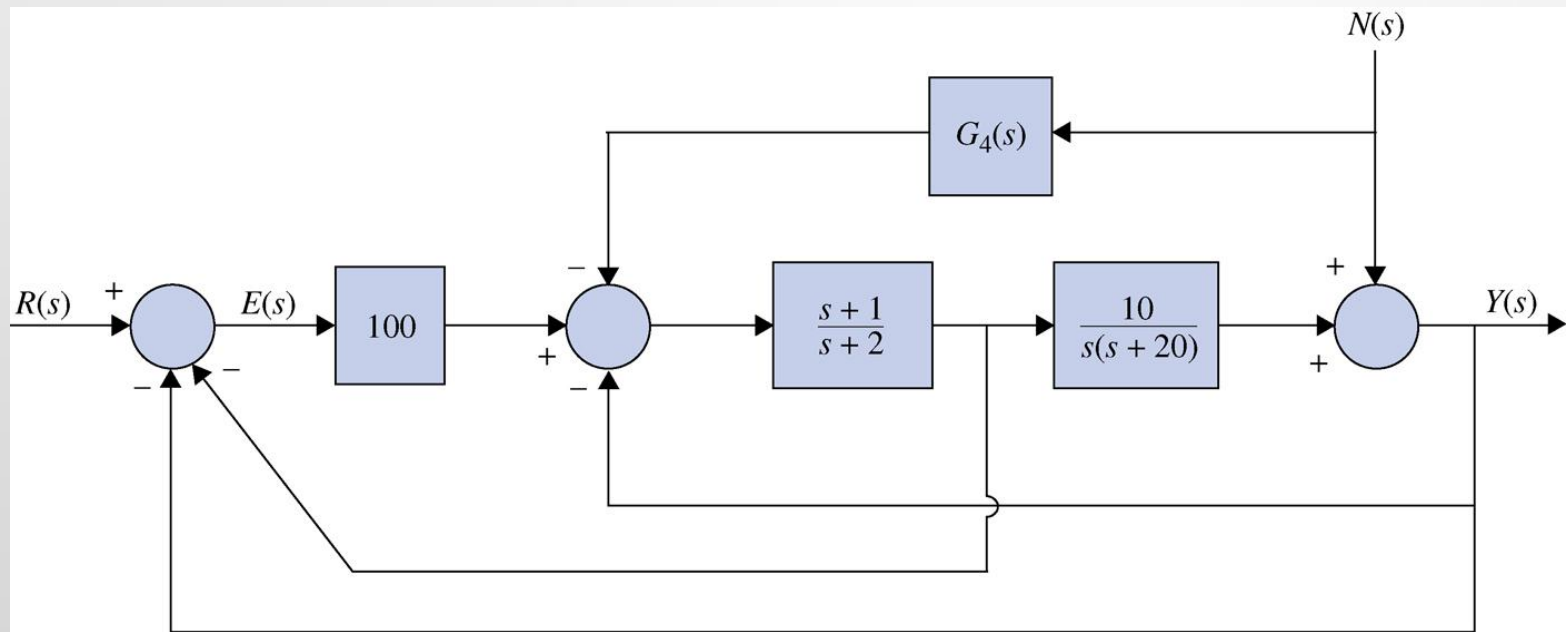 N(s)
G₄(s)
R(s)
+
−
−
E(s)
100
−
+
−
s + 1
s + 2
10
s(s + 20)
+
+
Y(s)